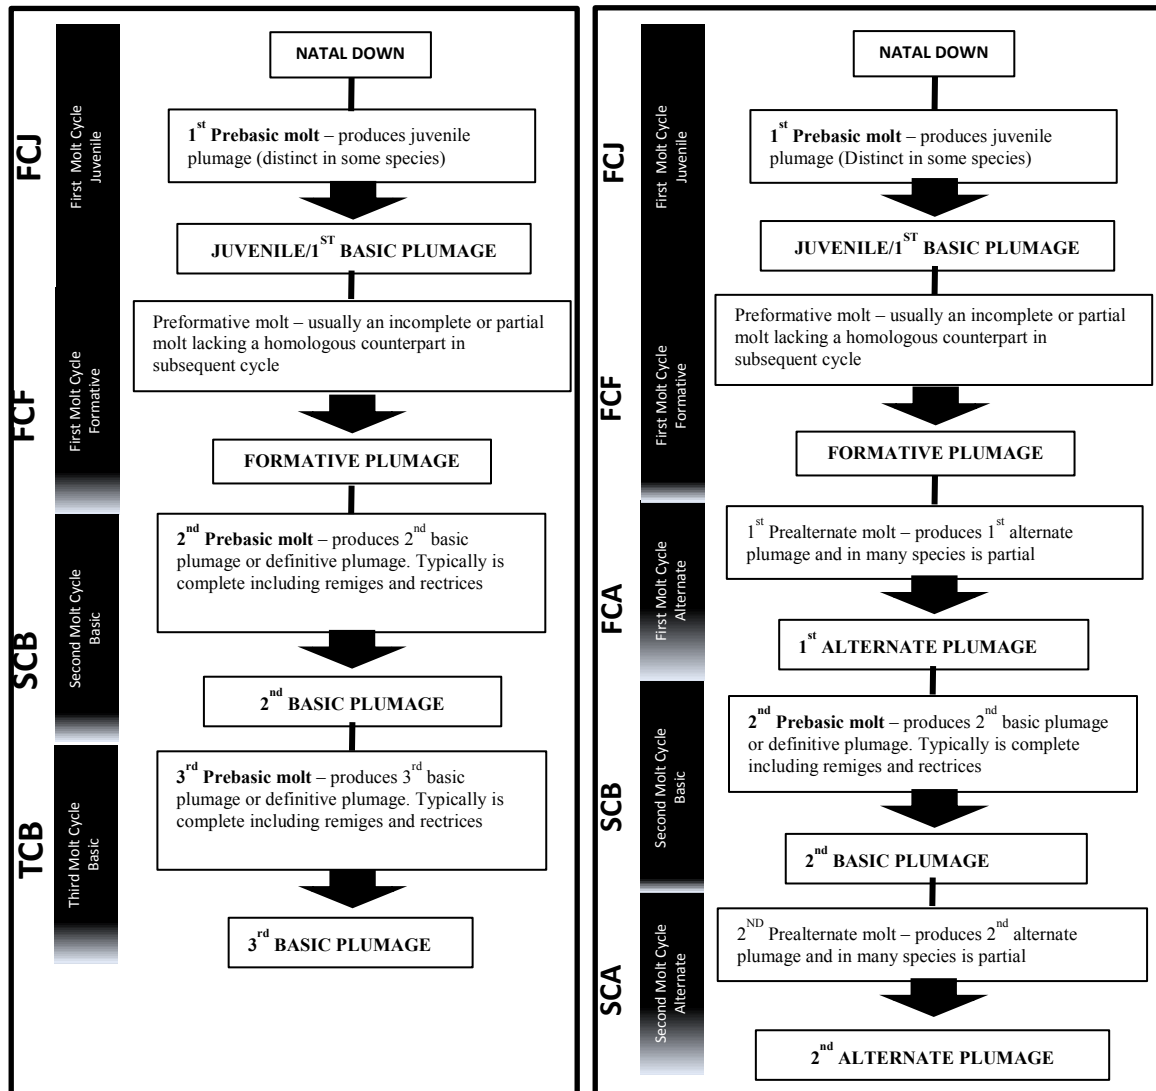 FCJ
First Molt Cycle
Juvenile
NATAL DOWN
1st Prebasic molt – produces juvenile
plumage (distinct in some species)
JUVENILE/1ST BASIC PLUMAGE
FCF
First Molt Cycle
Formative
Preformative molt – usually an incomplete or partial
molt lacking a homologous counterpart in
subsequent cycle
FORMATIVE PLUMAGE
SCB
Second Molt Cycle
Basic
2nd Prebasic molt – produces 2nd basic
plumage or definitive plumage. Typically is
complete including remiges and rectrices
2nd BASIC PLUMAGE
TCB
Third Molt Cycle
Basic
3rd Prebasic molt – produces 3rd basic
plumage or definitive plumage. Typically is
complete including remiges and rectrices
3rd BASIC PLUMAGE
FCJ
First Molt Cycle
Juvenile
NATAL DOWN
1st Prebasic molt – produces juvenile
plumage (Distinct in some species)
JUVENILE/1ST BASIC PLUMAGE
FCF
First Molt Cycle
Formative
Preformative molt – usually an incomplete or partial
molt lacking a homologous counterpart in
subsequent cycle
FORMATIVE PLUMAGE
FCA
First Molt Cycle
Alternate
1st Prealternate molt – produces 1st alternate
plumage and in many species is partial
1st ALTERNATE PLUMAGE
SCB
Second Molt Cycle
Basic
2nd Prebasic molt – produces 2nd basic plumage
or definitive plumage. Typically is complete
including remiges and rectrices
2nd BASIC PLUMAGE
SCA
Second Molt Cycle
Alternate
2ND Prealternate molt – produces 2nd alternate
plumage and in many species is partial
2nd ALTERNATE PLUMAGE